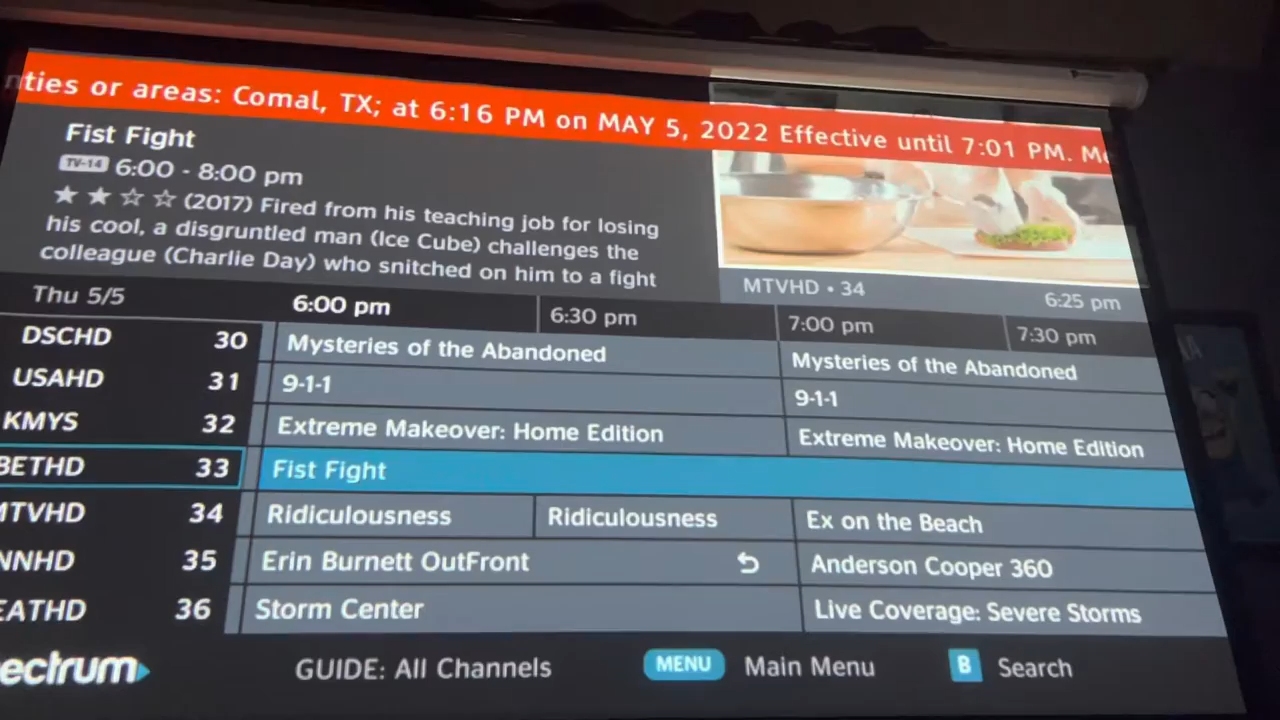 ties or areas: Comal, TX; at 6:16 PM on MAY 5, 2022 Effective until 7:01 PM.
Fist Fight
TV-14 6:00 - 8:00 pm
★ ★ ☆ ☆ (2017) Fired from his teaching job for losing
his cool, a disgruntled man (Ice Cube) challenges the
colleague (Charlie Day) who snitched on him to a fight
MTVHD • 34 6:25 pm
Thu 5/5 6:00 pm 6:30 pm 7:00 pm 7:30 pm
DSCHD 30 Mysteries of the Abandoned Mysteries of the Abandoned
USAHD 31 9-1-1 9-1-1
KMYS 32 Extreme Makeover: Home Edition Extreme Makeover: Home Edition
BETHD 33 Fist Fight
MTVHD 34 Ridiculousness Ridiculousness Ex on the Beach
NNHD 35 Erin Burnett OutFront Anderson Cooper 360
EATHD 36 Storm Center Live Coverage: Severe Storms
ectrum GUIDE: All Channels MENU Main Menu B Search